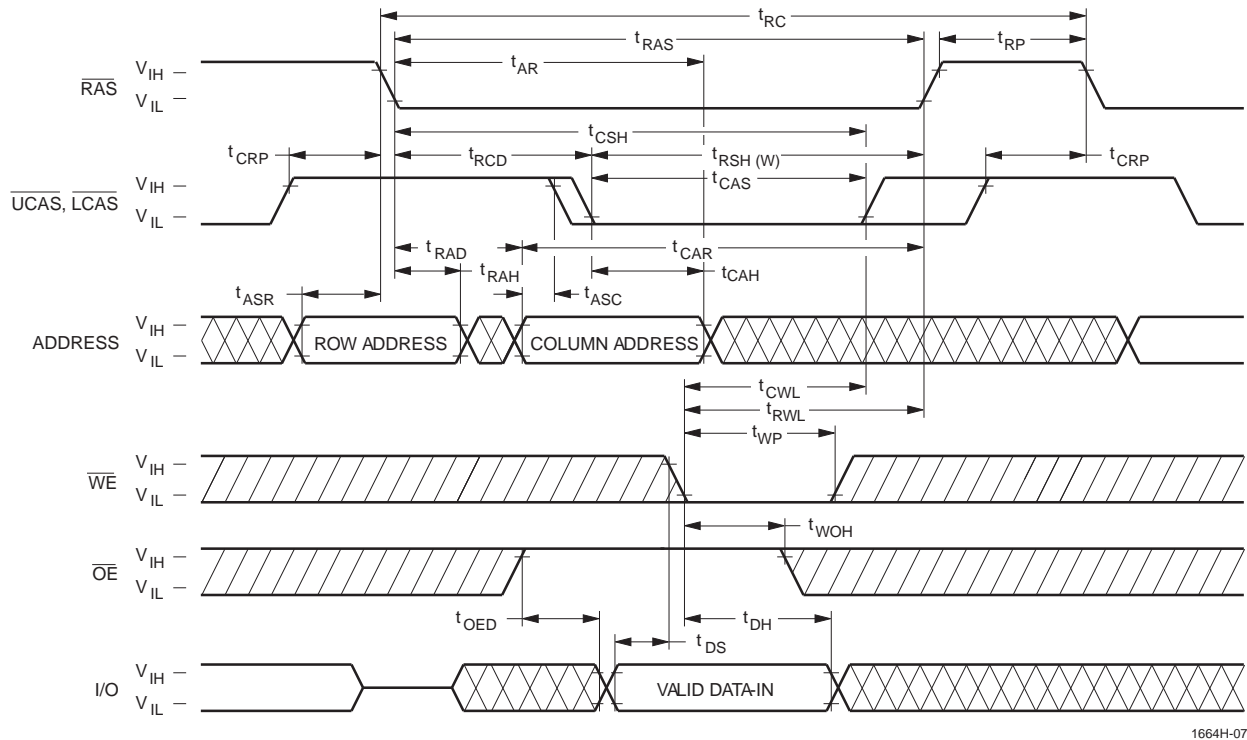 tRC
tRAS
tRP
tAR
RAS
VIH
VIL
tCSH
tCRP
tRCD
tRSH (W)
tCRP
tCAS
UCAS, LCAS
VIH
VIL
tRAD
tCAR
tRAH
tCAH
tASR
tASC
ADDRESS
VIH
VIL
ROW ADDRESS
COLUMN ADDRESS
tCWL
tRWL
tWP
WE
VIH
VIL
tWOH
OE
VIH
VIL
tOED
tDH
tDS
I/O
VIH
VIL
VALID DATA-IN
1664H-07